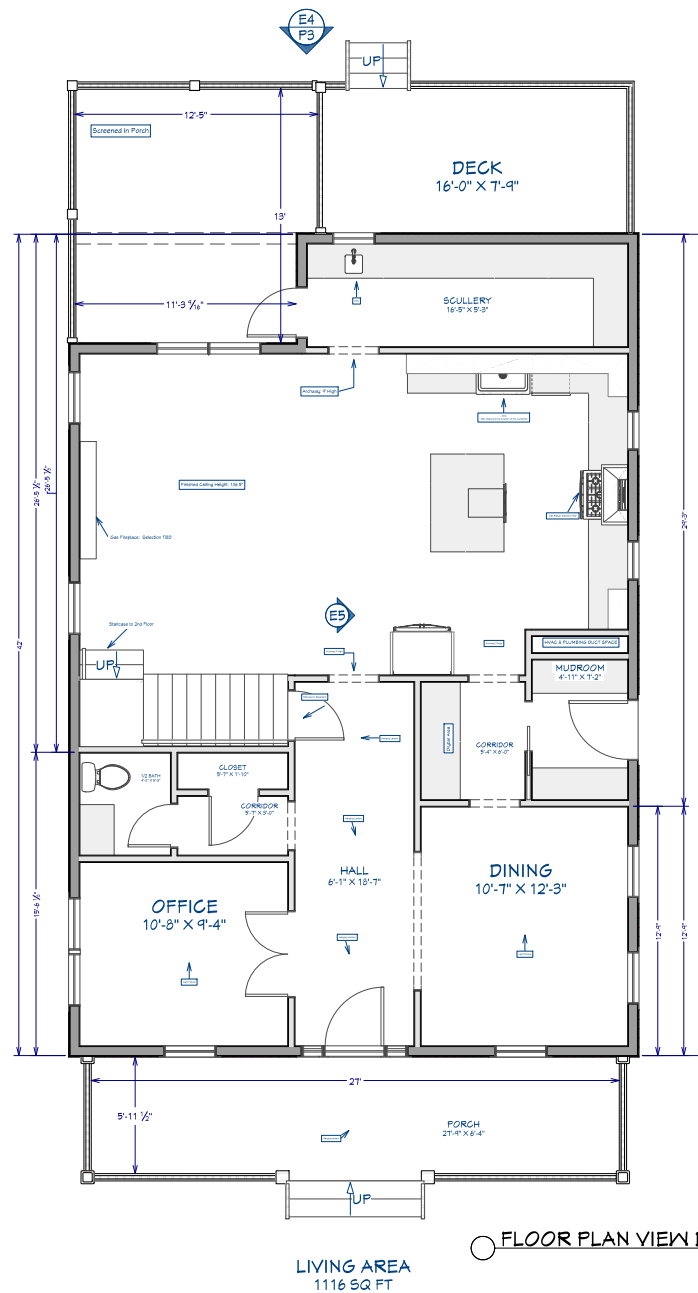 E4
P3
UP
12'-5"
Screened In Porch
DECK
16'-0" X 7'-9"
13'
11'-3 9/16"
SCULLERY
16'-5" X 5'-3"
Archway, 7' High
Finished Ceiling Height: 106.5"
26'-5 1/2"
26'-5 1/2"
29'-3"
Gas Fireplace: Selection TBD
42'
Staircase to 2nd Floor
E5
UP
HVAC & PLUMBING DUCT SPACE
MUDROOM
4'-11" X 7'-2"
CORRIDOR
5'-4" X 6'-0"
CLOSET
5'-7" X 1'-10"
1/2 BATH
CORRIDOR
5'-7" X 3'-0"
HALL
6'-1" X 18'-7"
DINING
10'-7" X 12'-3"
OFFICE
10'-8" X 9'-4"
15'-6 1/2"
12'-9"
12'-9"
27'
5'-11 1/2"
PORCH
27'-9" X 6'-4"
UP
FLOOR PLAN VIEW
LIVING AREA
1116 SQ FT